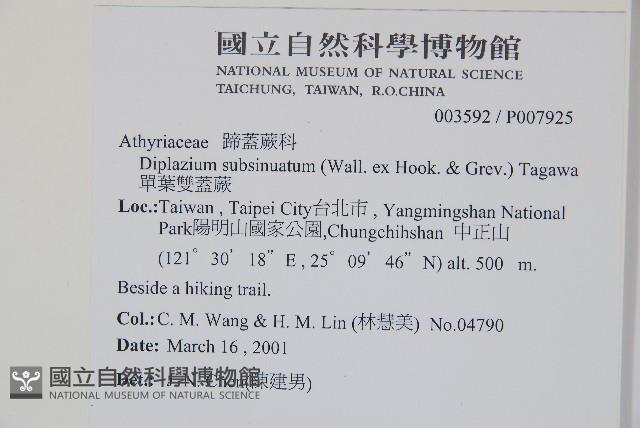 國立自然科學博物館
NATIONAL MUSEUM OF NATURAL SCIENCE
TAICHUNG, TAIWAN, R.O.CHINA
003592 / P007925
Athyriaceae 蹄蓋蕨科
Diplazium subsinuatum (Wall. ex Hook. & Grev.) Tagawa
單葉雙蓋蕨
Loc.:Taiwan , Taipei City台北市 , Yangmingshan National
Park陽明山國家公園,Chungchihshan 中正山
(121° 30' 18" E , 25° 09' 46" N) alt. 500 m.
Beside a hiking trail.
Col.: C. M. Wang & H. M. Lin (林慧美) No.04790
Date: March 16 , 2001
Det.: J. N. Chen(陳建男)
國立自然科學博物館
NATIONAL MUSEUM OF NATURAL SCIENCE